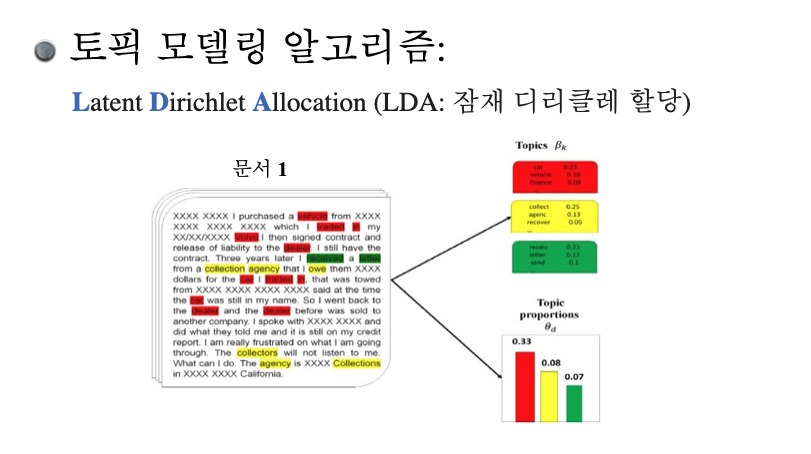 토픽 모델링 알고리즘:
Latent Dirichlet Allocation (LDA: 잠재 디리클레 할당)
문서 1
XXXX XXXX I purchased a vehicle from XXXX
XXXX XXXX XXXX which I traded in my
XX/XX/XXXX Volvo I then signed contract and
release of liability to the dealer. I still have the
contract. Three years later I received a letter
from a collection agency that I owe them XXXX
dollars for the car I traded in, that was towed
from XXXX XXXX XXXX XXXX said at the time
the car was still in my name. So I went back to
the dealer and the dealer before was sold to
another company. I spoke with XXXX XXXX and
did what they told me and it is still on my credit
report. I am really frustrated on what I am going
through. The collectors will not listen to me.
What can I do. The agency is XXXX Collections
in XXXX XXXX California.
Topics βk
car 0.23
vehicle 0.16
finance 0.09
collect 0.25
agenc 0.13
recover 0.05
...
receiv 0.23
letter 0.17
send 0.1
Topic
proportions
θd
0.33
0.08
0.07